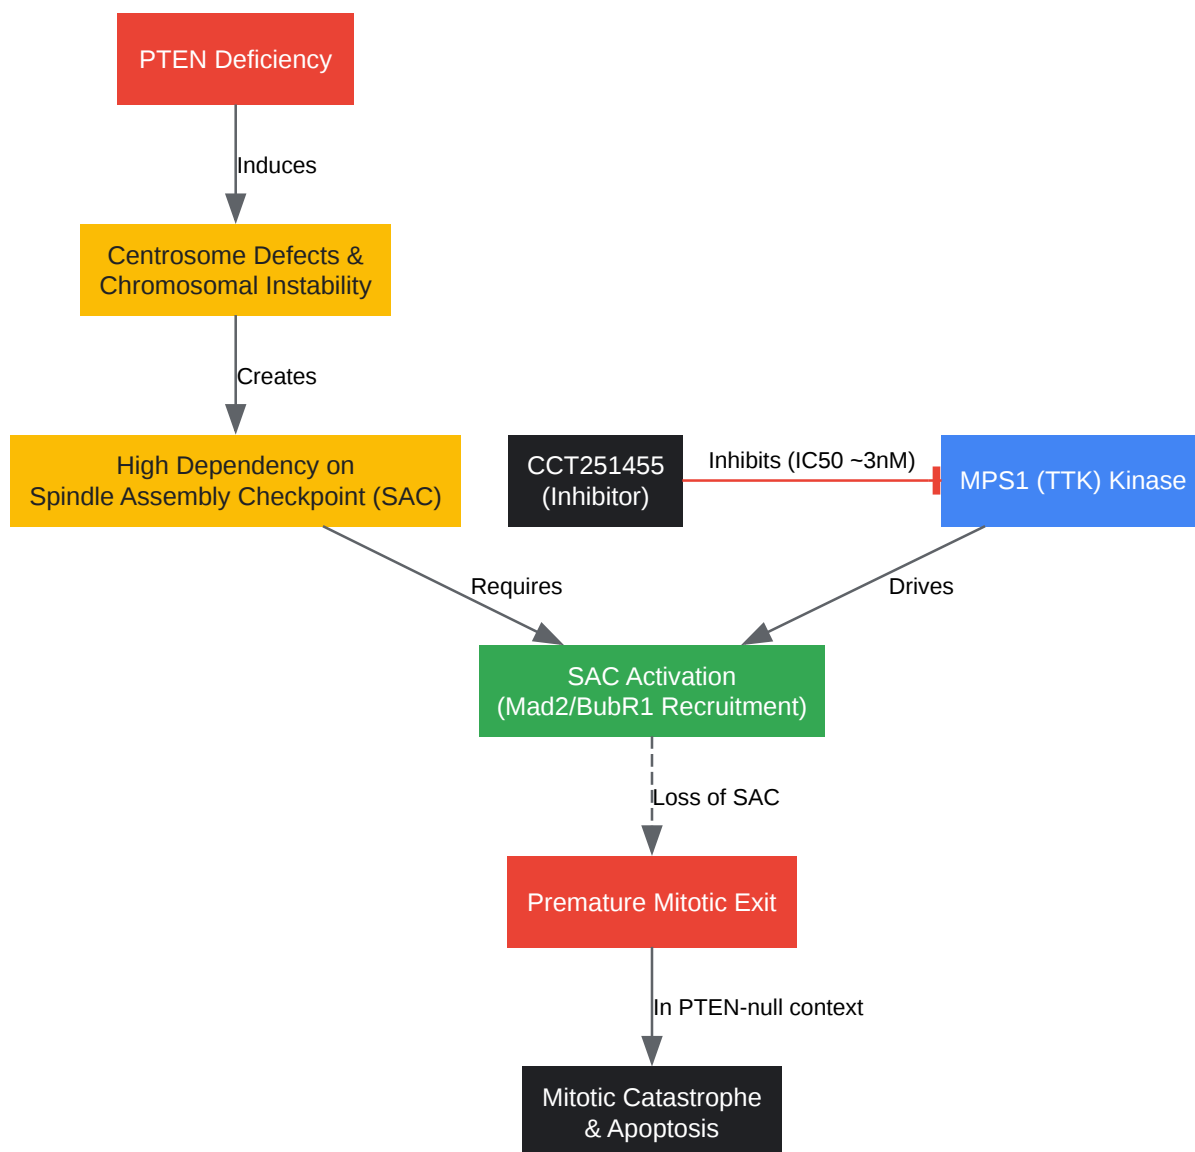 PTEN Deficiency
Induces
Centrosome Defects &
Chromosomal Instability
Creates
High Dependency on
Spindle Assembly Checkpoint (SAC)
CCT251455
(Inhibitor)
Inhibits (IC50 ~3nM)
MPS1 (TTK) Kinase
Requires
Drives
SAC Activation
(Mad2/BubR1 Recruitment)
Loss of SAC
Premature Mitotic Exit
In PTEN-null context
Mitotic Catastrophe
& Apoptosis